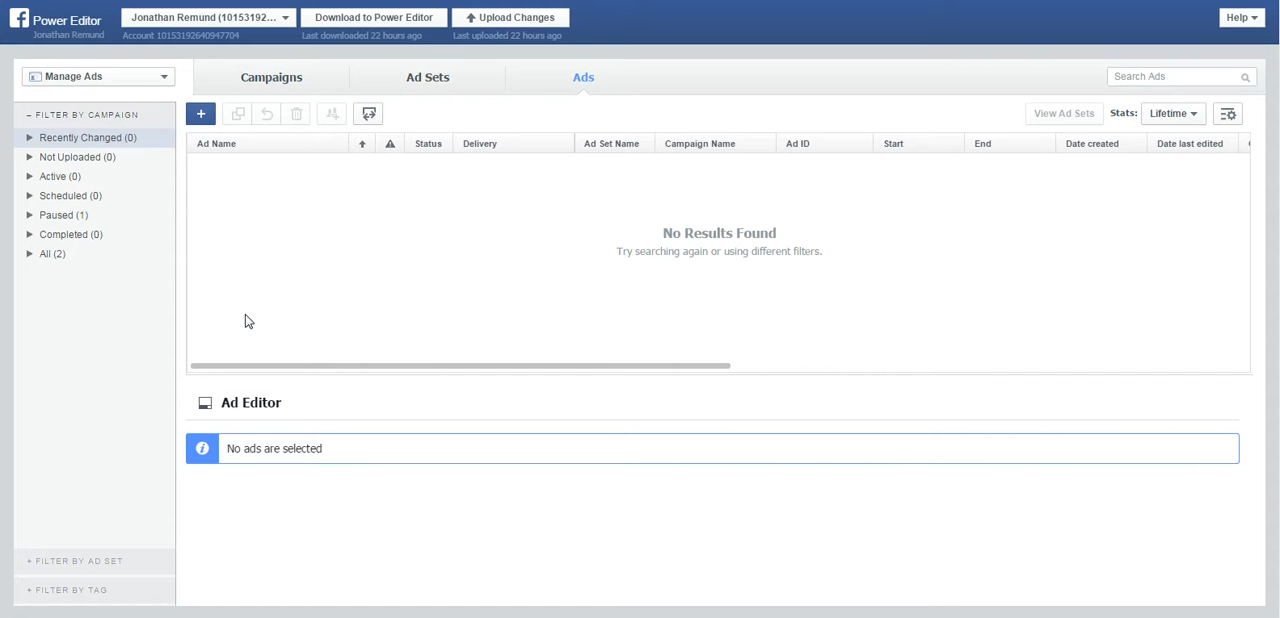 Power Editor
Jonathan Remund
Jonathan Remund (10153192...
Account 10153192640947704
Download to Power Editor
Last downloaded 22 hours ago
Upload Changes
Last uploaded 22 hours ago
Help
Manage Ads
Campaigns
Ad Sets
Ads
Search Ads
– FILTER BY CAMPAIGN
Recently Changed (0)
Not Uploaded (0)
Active (0)
Scheduled (0)
Paused (1)
Completed (0)
All (2)
+ FILTER BY AD SET
+ FILTER BY TAG
+
View Ad Sets
Stats:
Lifetime
Ad Name
Status
Delivery
Ad Set Name
Campaign Name
Ad ID
Start
End
Date created
Date last edited
No Results Found
Try searching again or using different filters.
Ad Editor
No ads are selected